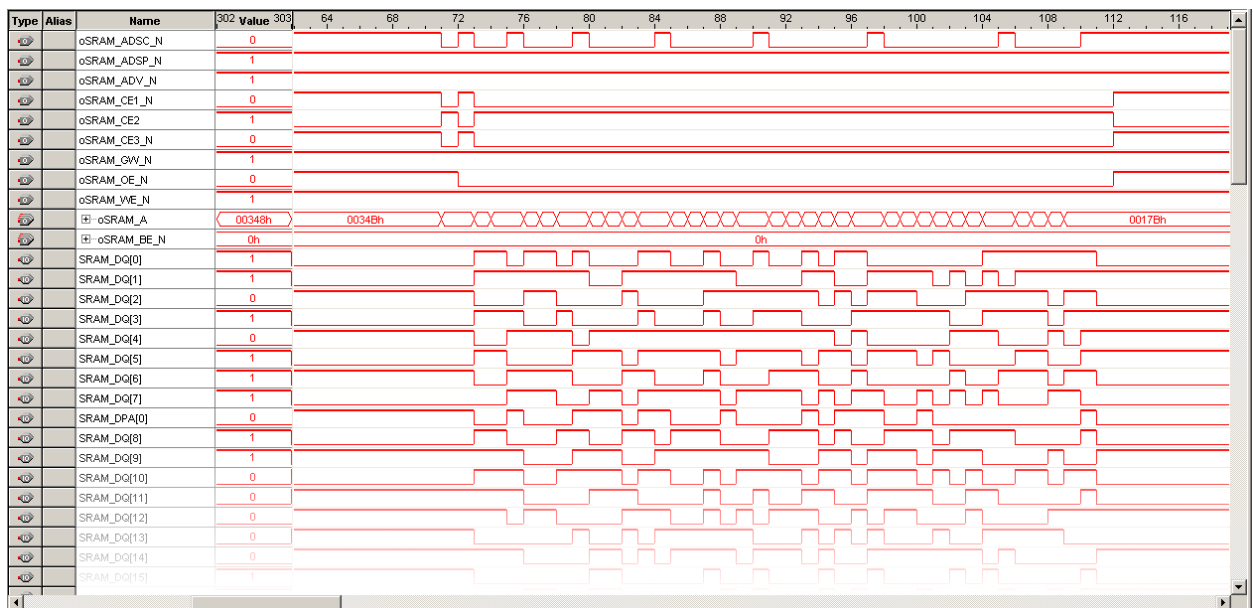 Type Alias Name 302 Value 303 64 68 72 76 80 84 88 92 96 100 104 108 112 116
oSRAM_ADSC_N 0
oSRAM_ADSP_N 1
oSRAM_ADV_N 1
oSRAM_CE1_N 0
oSRAM_CE2 1
oSRAM_CE3_N 0
oSRAM_GW_N 1
oSRAM_OE_N 0
oSRAM_WE_N 1
oSRAM_A 00348h 0034Bh 0017Bh
oSRAM_BE_N 0h 0h
SRAM_DQ[0] 1
SRAM_DQ[1] 1
SRAM_DQ[2] 0
SRAM_DQ[3] 1
SRAM_DQ[4] 0
SRAM_DQ[5] 1
SRAM_DQ[6] 1
SRAM_DQ[7] 1
SRAM_DPA[0] 0
SRAM_DQ[8] 1
SRAM_DQ[9] 1
SRAM_DQ[10] 0
SRAM_DQ[11] 0
SRAM_DQ[12] 0
SRAM_DQ[13] 0
SRAM_DQ[14] 0
SRAM_DQ[15] 1